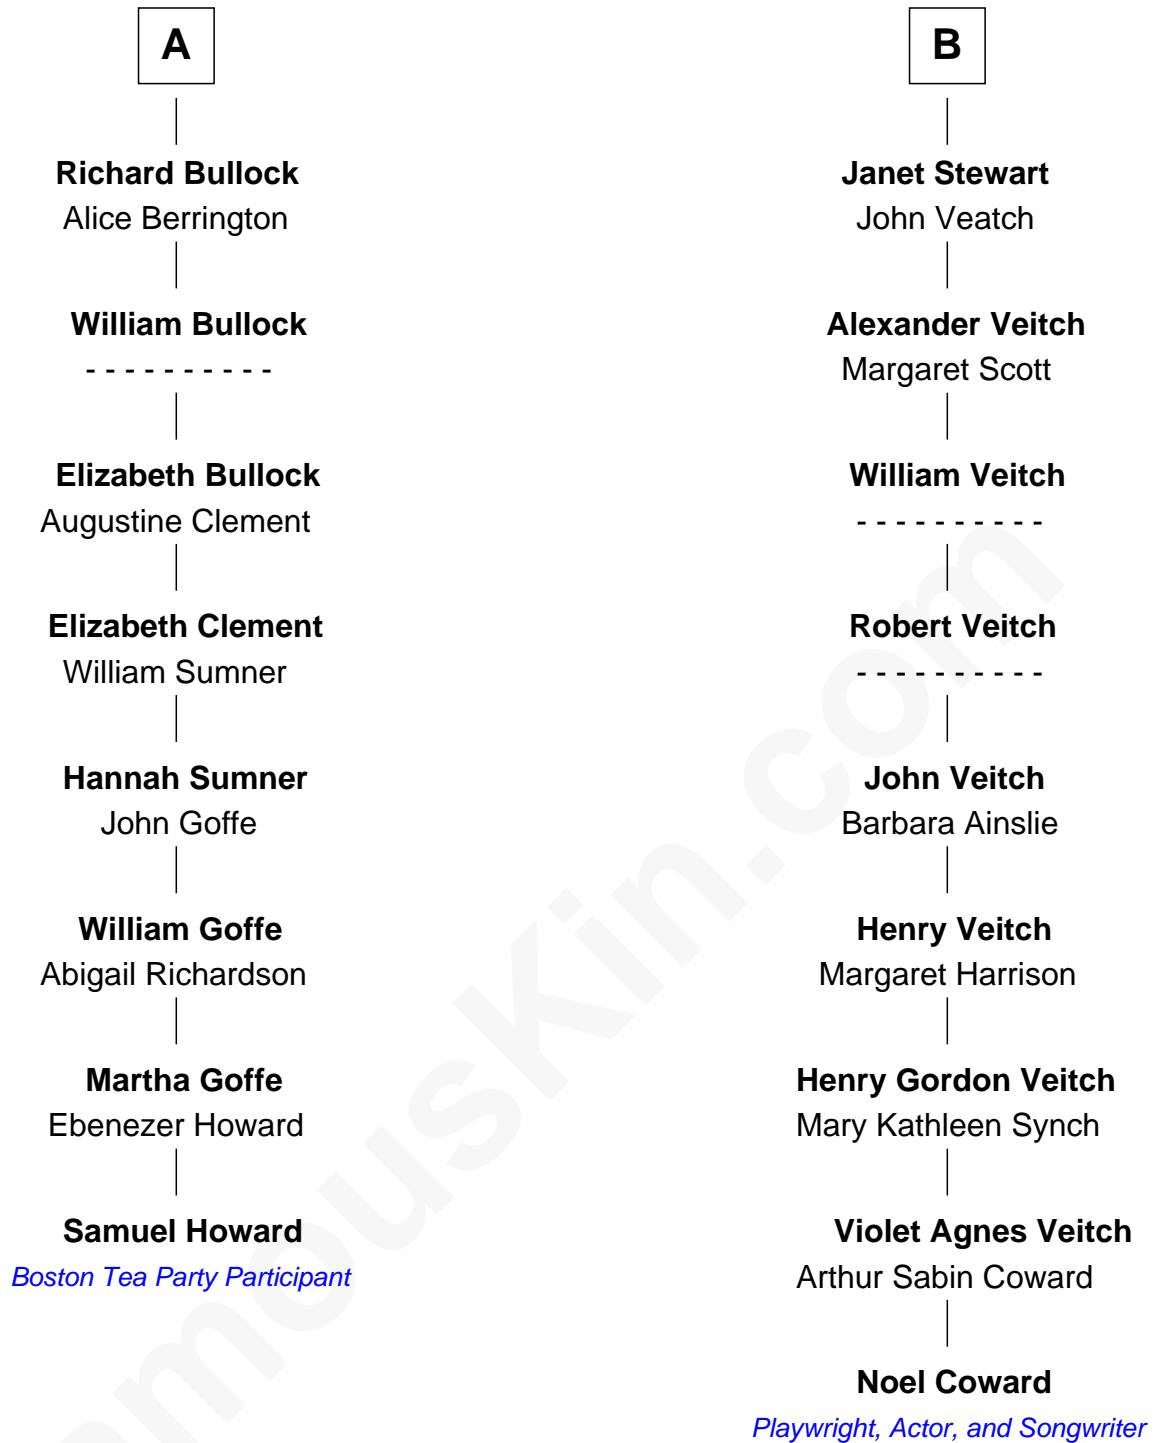 A
Richard Bullock
Alice Berrington
William Bullock
- - - - - - - - - -
Elizabeth Bullock
Augustine Clement
Elizabeth Clement
William Sumner
Hannah Sumner
John Goffe
William Goffe
Abigail Richardson
Martha Goffe
Ebenezer Howard
Samuel Howard
Boston Tea Party Participant
B
Janet Stewart
John Veatch
Alexander Veitch
Margaret Scott
William Veitch
- - - - - - - - - -
Robert Veitch
- - - - - - - - - -
John Veitch
Barbara Ainslie
Henry Veitch
Margaret Harrison
Henry Gordon Veitch
Mary Kathleen Synch
Violet Agnes Veitch
Arthur Sabin Coward
Noel Coward
Playwright, Actor, and Songwriter
amouskin.com